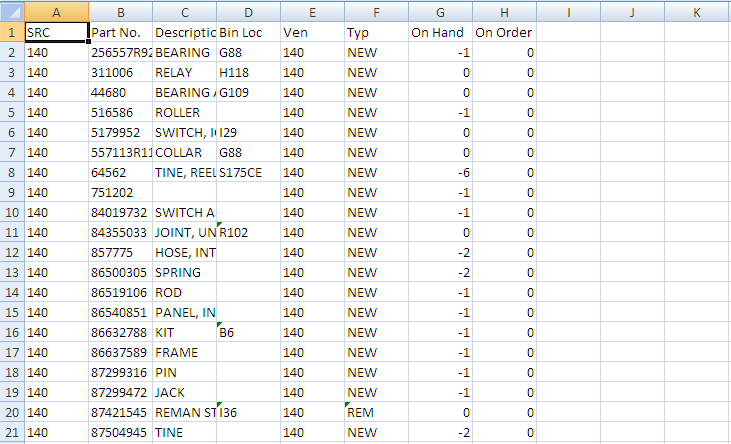 A B C D E F G H I J K
1 SRC Part No. Descriptic Bin Loc Ven Typ On Hand On Order
2 140 256557R92 BEARING G88 140 NEW -1 0
3 140 311006 RELAY H118 140 NEW 0 0
4 140 44680 BEARING G109 140 NEW 0 0
5 140 516586 ROLLER 140 NEW -1 0
6 140 5179952 SWITCH, I29 140 NEW 0 0
7 140 557113R11 COLLAR G88 140 NEW 0 0
8 140 64562 TINE, REEL S175CE 140 NEW -6 0
9 140 751202 140 NEW -1 0
10 140 84019732 SWITCH A 140 NEW -1 0
11 140 84355033 JOINT, UN R102 140 NEW 0 0
12 140 857775 HOSE, INT 140 NEW -2 0
13 140 86500305 SPRING 140 NEW -2 0
14 140 86519106 ROD 140 NEW -1 0
15 140 86540851 PANEL, IN 140 NEW -1 0
16 140 86632788 KIT B6 140 NEW -1 0
17 140 86637589 FRAME 140 NEW -1 0
18 140 87299316 PIN 140 NEW -1 0
19 140 87299472 JACK 140 NEW -1 0
20 140 87421545 REMAN ST I36 140 REM 0 0
21 140 87504945 TINE 140 NEW -2 0